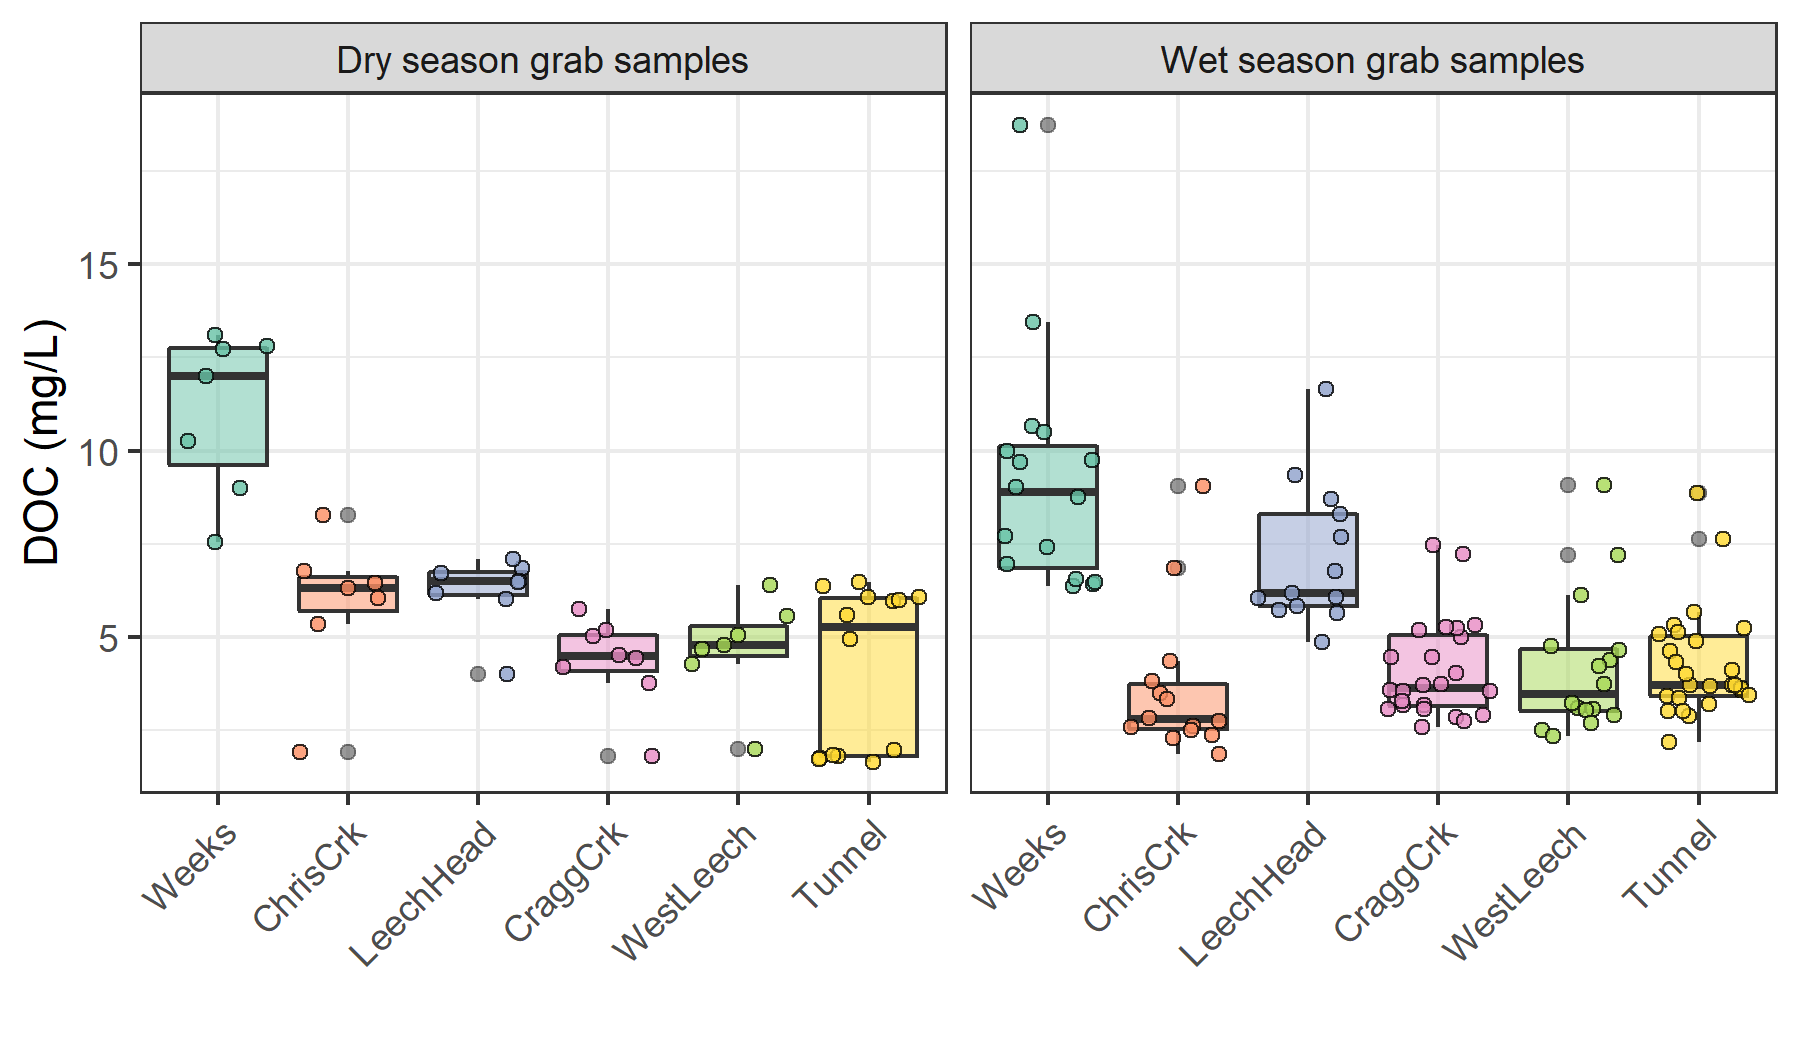 Dry season grab samples
Wet season grab samples
DOC (mg/L)
15
10
5
Weeks
ChrisCrk
LeechHead
CraggCrk
WestLeech
Tunnel
Weeks
ChrisCrk
LeechHead
CraggCrk
WestLeech
Tunnel